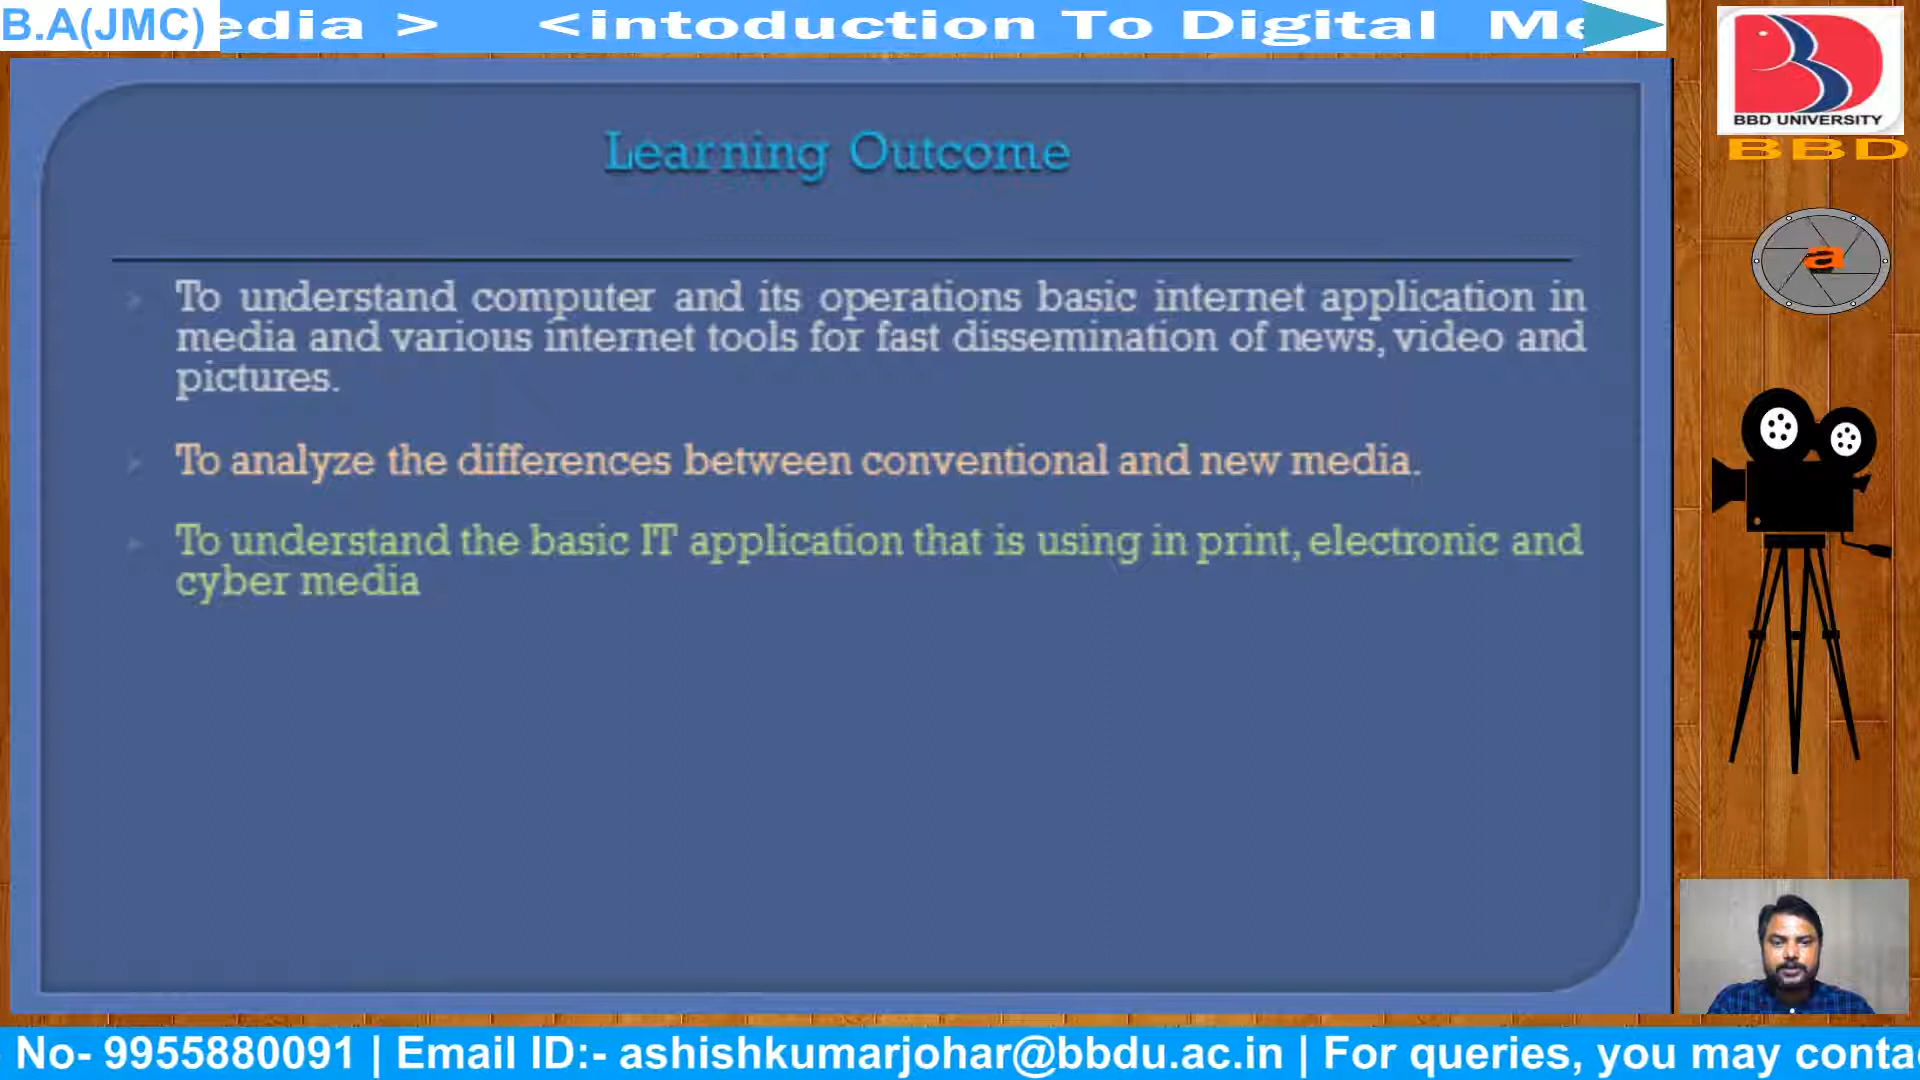 B.A(JMC) edia > <intoduction To Digital Me
BBD UNIVERSITY
BBD
a
Learning Outcome
To understand computer and its operations basic internet application in
media and various internet tools for fast dissemination of news, video and
pictures.
To analyze the differences between conventional and new media.
To understand the basic IT application that is using in print, electronic and
cyber media
No- 9955880091 | Email ID:- ashishkumarjohar@bbdu.ac.in | For queries, you may conta